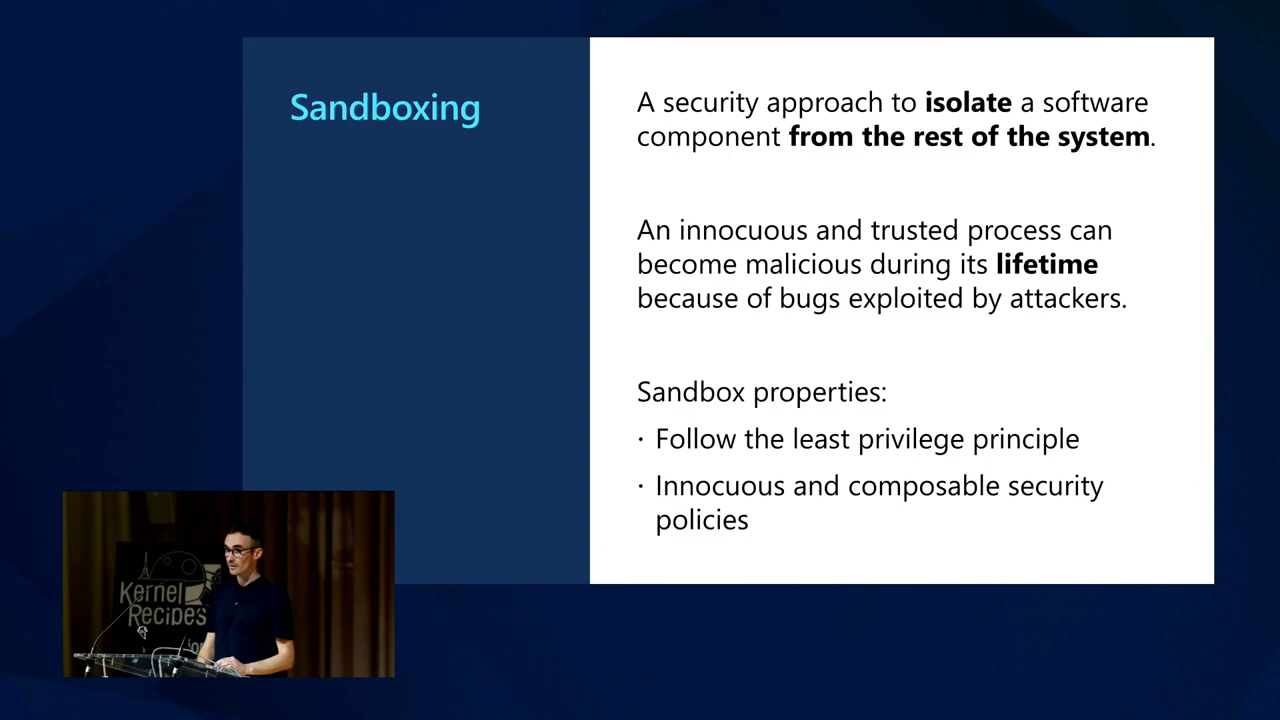 Sandboxing
A security approach to isolate a software
component from the rest of the system.
An innocuous and trusted process can
become malicious during its lifetime
because of bugs exploited by attackers.
Sandbox properties:
· Follow the least privilege principle
· Innocuous and composable security
policies
Kernel
Recipes